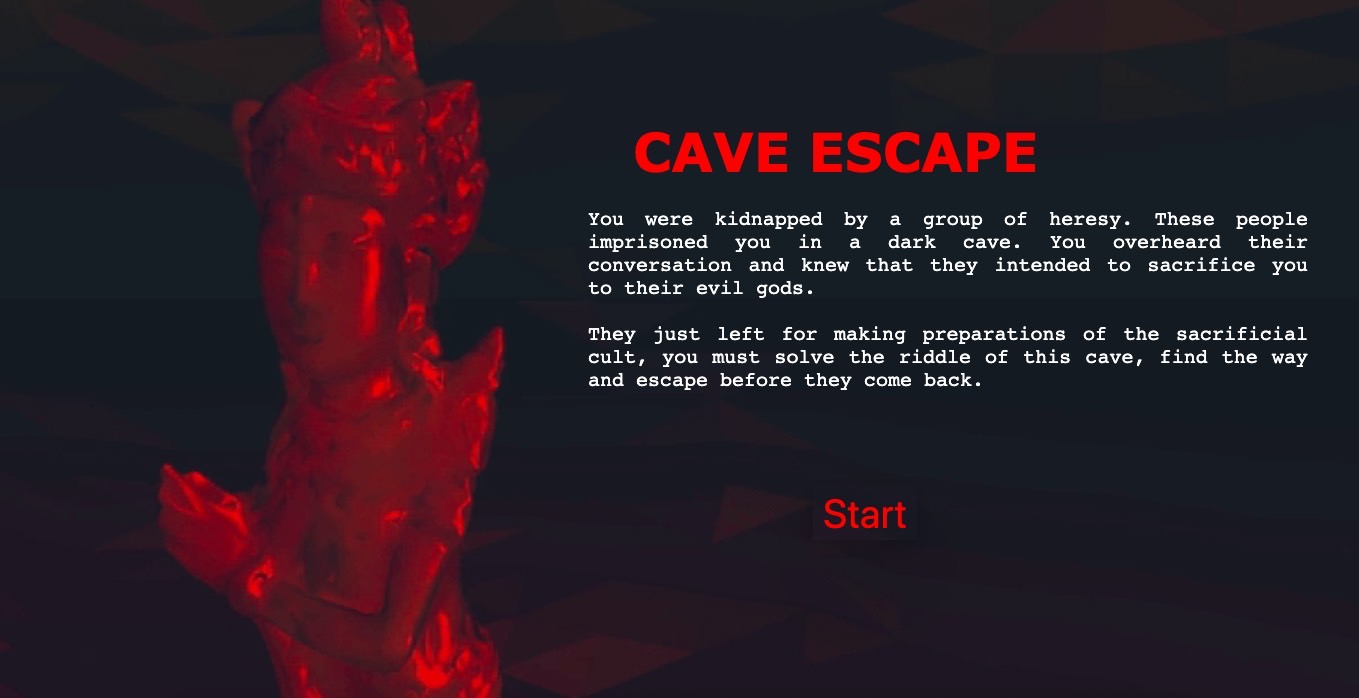 CAVE ESCAPE
You were kidnapped by a group of heresy. These people
imprisoned you in a dark cave. You overheard their
conversation and knew that they intended to sacrifice you
to their evil gods.
They just left for making preparations of the sacrificial
cult, you must solve the riddle of this cave, find the way
and escape before they come back.
Start